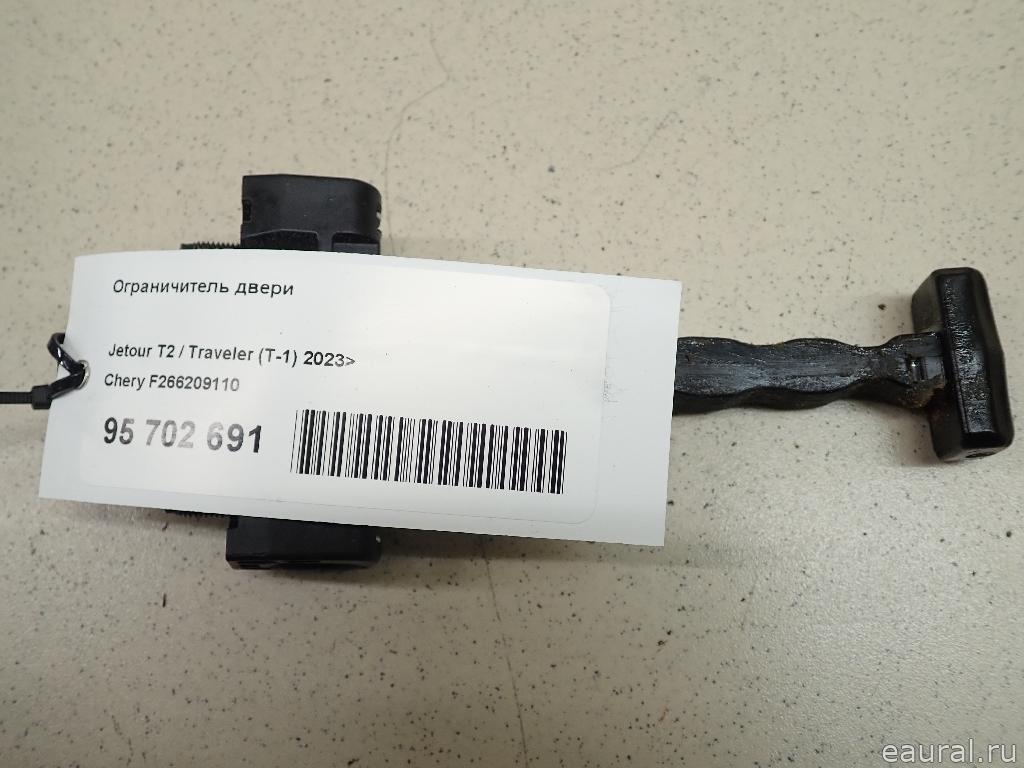 Ограничитель двери
Jetour T2 / Traveler (T-1) 2023>
Chery F266209110
95 702 691
eaural.ru